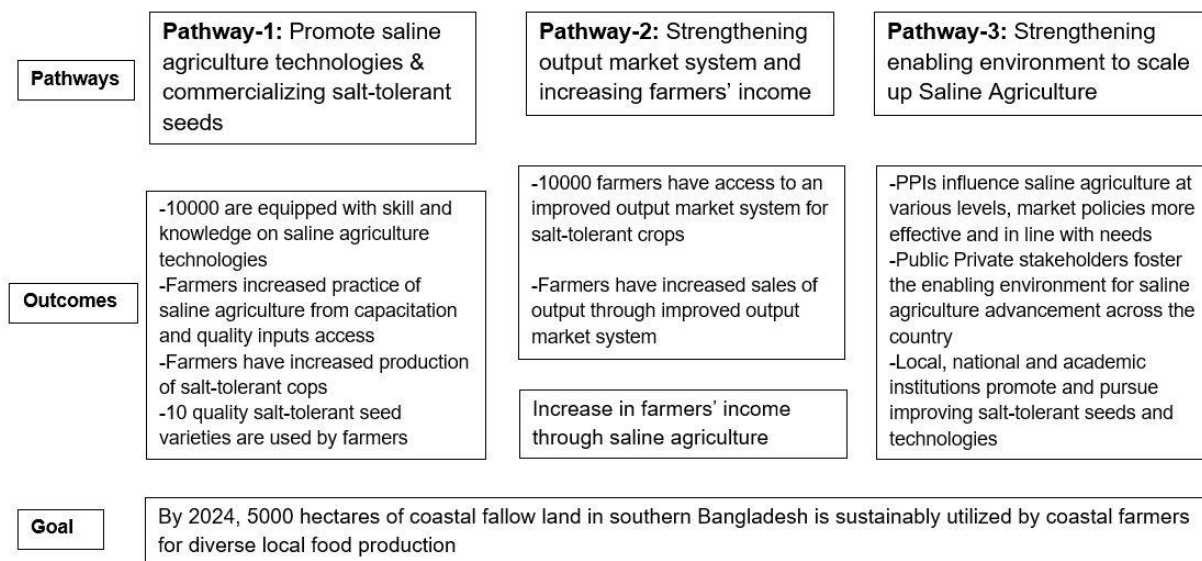 Pathways
Pathway-1: Promote saline
agriculture technologies &
commercializing salt-tolerant
seeds
Pathway-2: Strengthening
output market system and
increasing farmers’ income
Pathway-3: Strengthening
enabling environment to scale
up Saline Agriculture
Outcomes
-10000 are equipped with skill and
knowledge on saline agriculture
technologies
-Farmers increased practice of
saline agriculture from capacitation
and quality inputs access
-Farmers have increased production
of salt-tolerant cops
-10 quality salt-tolerant seed
varieties are used by farmers
-10000 farmers have access to an
improved output market system for
salt-tolerant crops
-Farmers have increased sales of
output through improved output
market system
Increase in farmers’ income
through saline agriculture
-PPIs influence saline agriculture at
various levels, market policies more
effective and in line with needs
-Public Private stakeholders foster
the enabling environment for saline
agriculture advancement across the
country
-Local, national and academic
institutions promote and pursue
improving salt-tolerant seeds and
technologies
Goal
By 2024, 5000 hectares of coastal fallow land in southern Bangladesh is sustainably utilized by coastal farmers
for diverse local food production